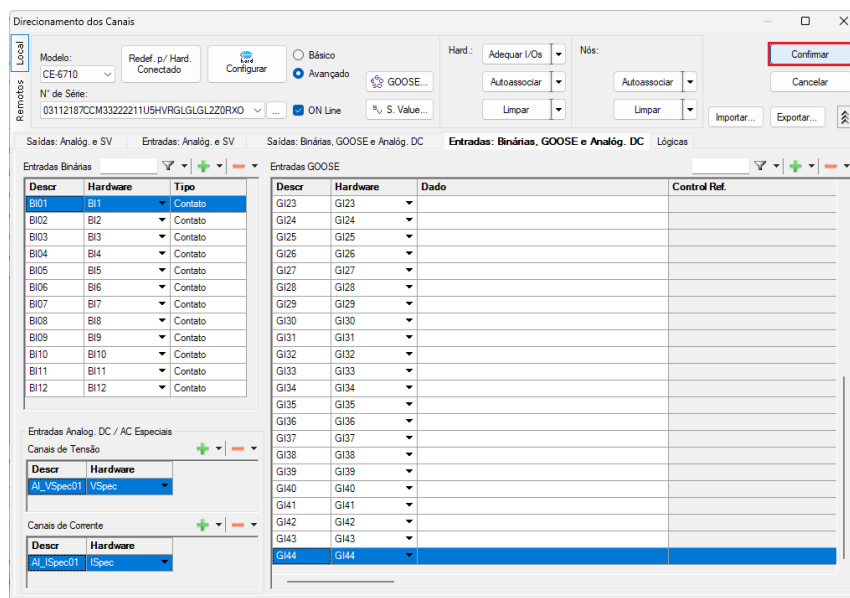 Direcionamento dos Canais
Local
Remotos
Modelo:
CE-6710
Redef. p/ Hard. Conectado
Configurar
Básico
Avançado
GOOSE...
Hard.:
Adequar I/Os
Nós:
Confirmar
Autoassociar
Autoassociar
Cancelar
N° de Série:
03112187CCM33222211U5HVRGLGLGL2Z0RXO
...
ON Line
S. Value...
Limpar
Limpar
Importar...
Exportar...
Saídas: Analóg. e SV
Entradas: Analóg. e SV
Saídas: Binárias, GOOSE e Analóg. DC
Entradas: Binárias, GOOSE e Analóg. DC
Lógicas
Entradas Binárias
Descr Hardware Tipo
BI01 BI1 Contato
BI02 BI2 Contato
BI03 BI3 Contato
BI04 BI4 Contato
BI05 BI5 Contato
BI06 BI6 Contato
BI07 BI7 Contato
BI08 BI8 Contato
BI09 BI9 Contato
BI10 BI10 Contato
BI11 BI11 Contato
BI12 BI12 Contato
Entradas Analog. DC / AC Especiais
Canais de Tensão
Descr Hardware
AI_VSpec01 VSpec
Canais de Corrente
Descr Hardware
AI_ISpec01 ISpec
Entradas GOOSE
Descr Hardware Dado Control Ref.
GI23 GI23
GI24 GI24
GI25 GI25
GI26 GI26
GI27 GI27
GI28 GI28
GI29 GI29
GI30 GI30
GI31 GI31
GI32 GI32
GI33 GI33
GI34 GI34
GI35 GI35
GI36 GI36
GI37 GI37
GI38 GI38
GI39 GI39
GI40 GI40
GI41 GI41
GI42 GI42
GI43 GI43
GI44 GI44